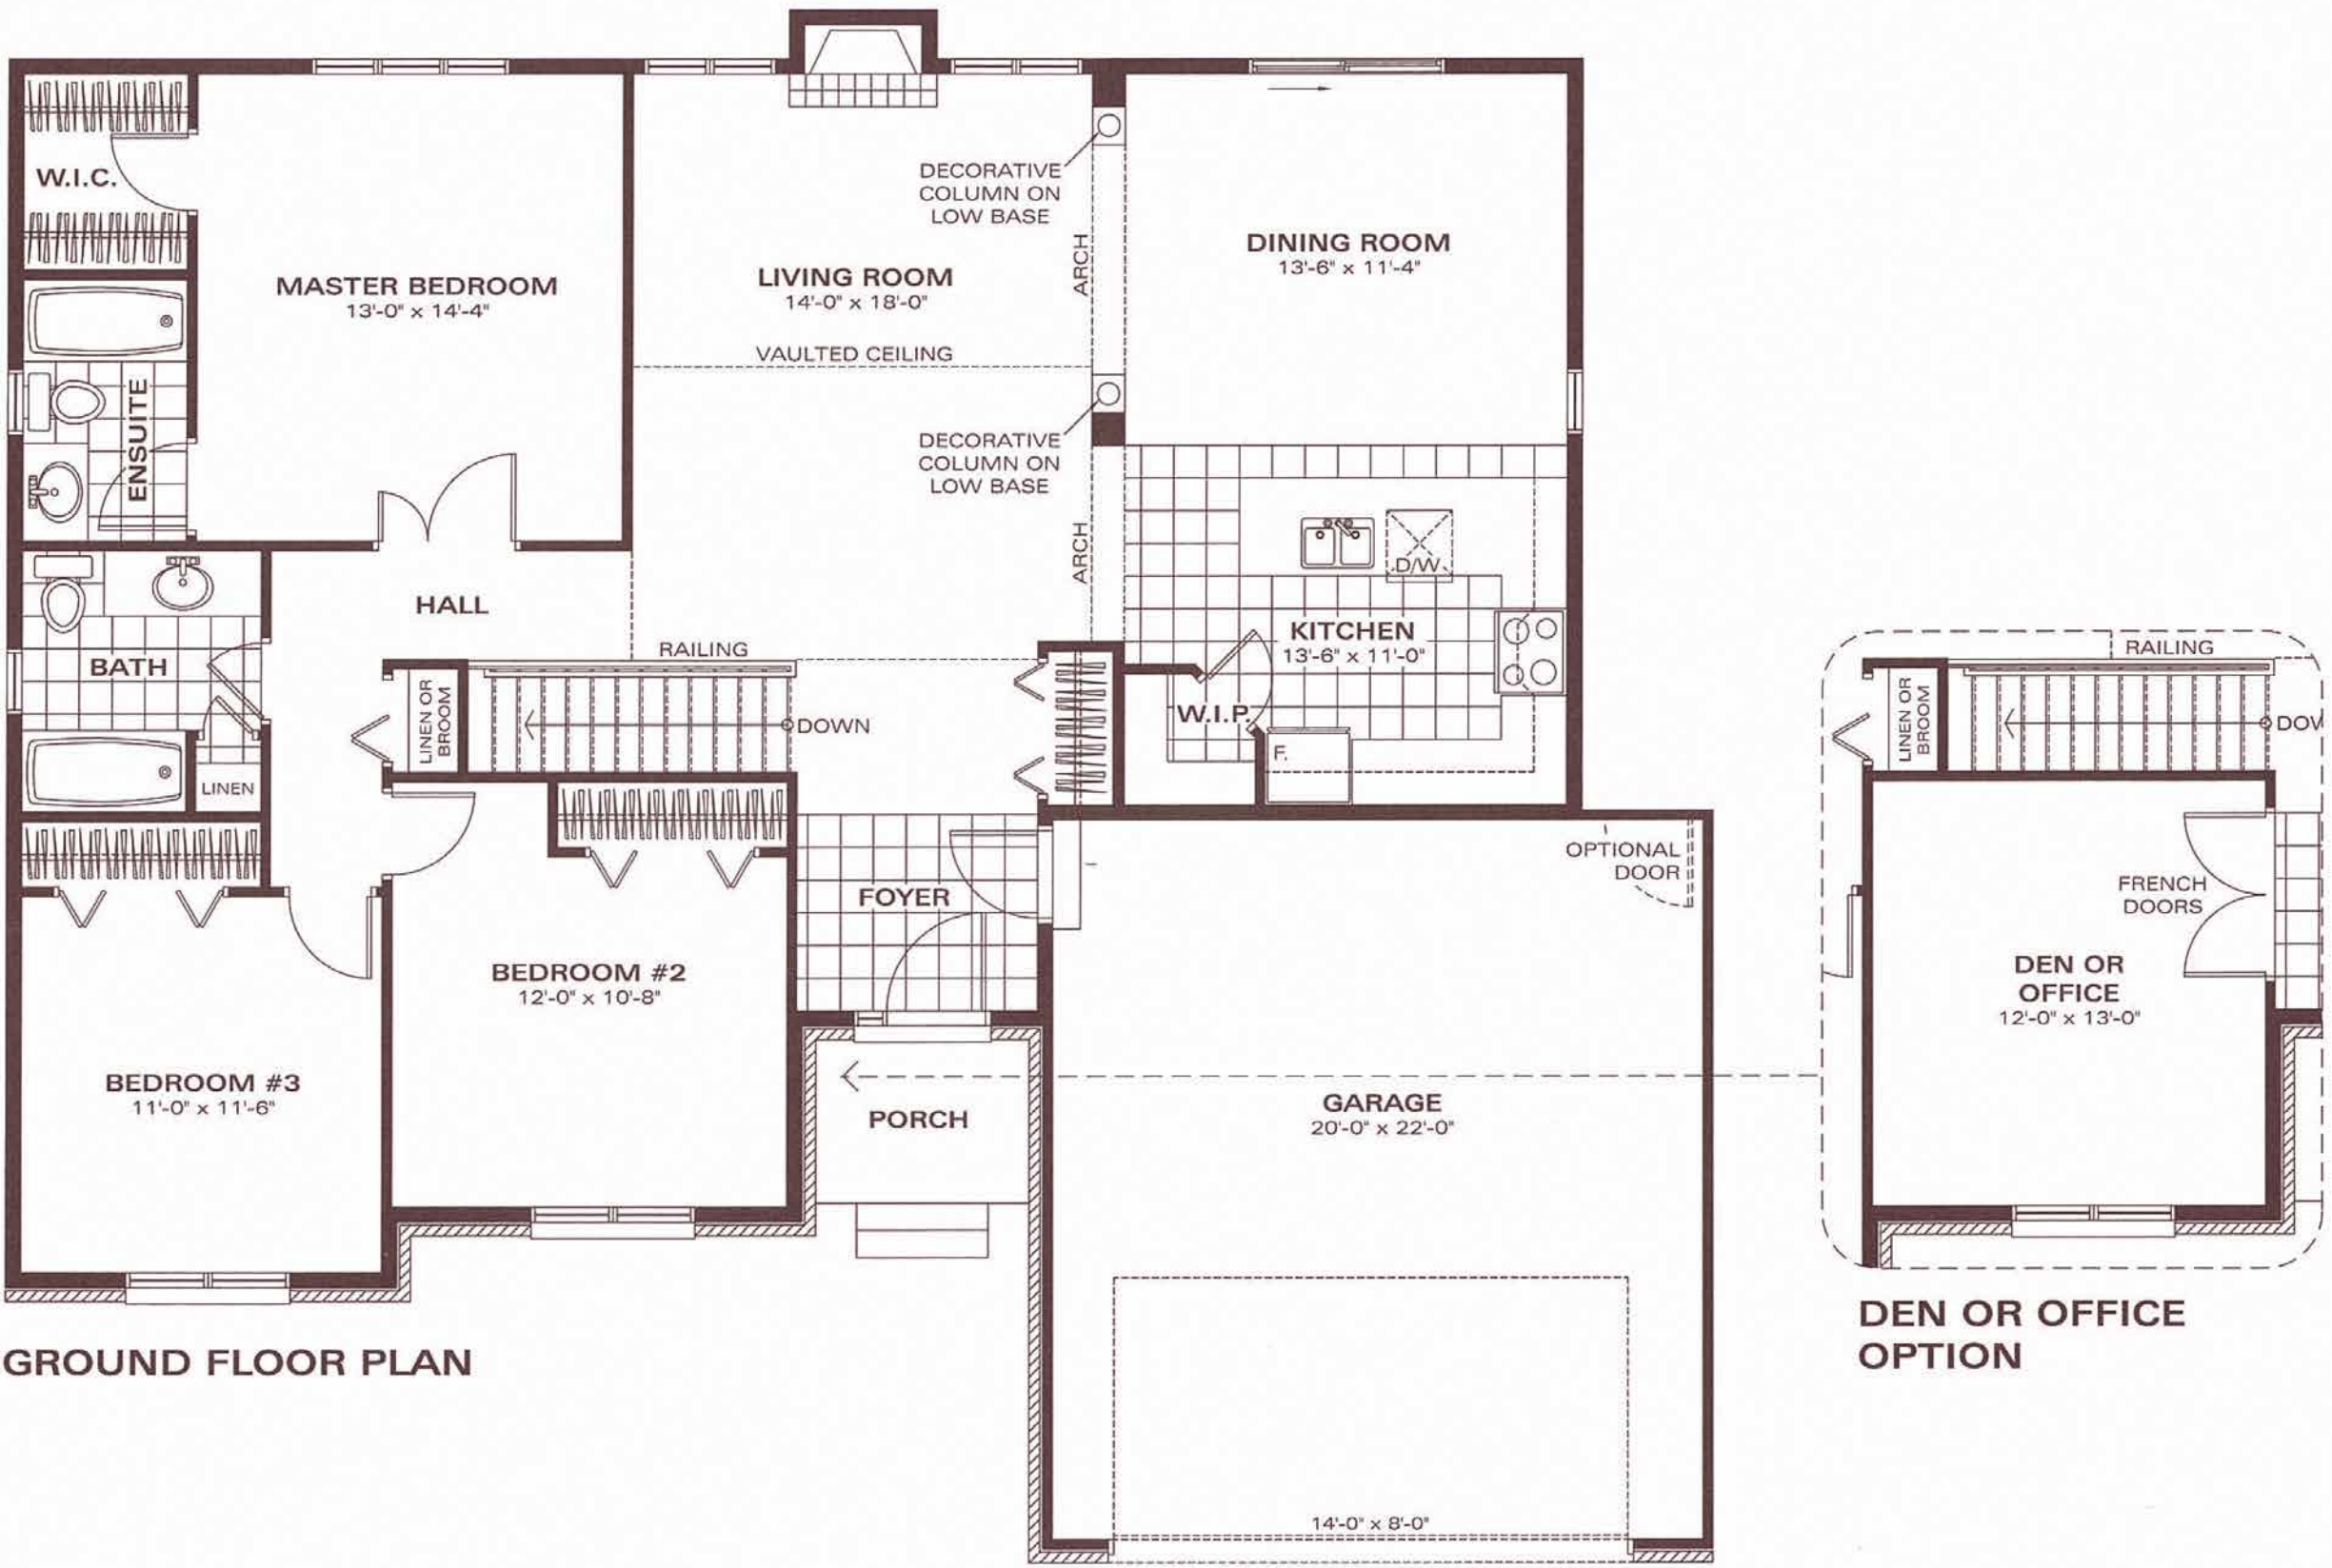 W.I.C.
MASTER BEDROOM
13'-0" x 14'-4"
ENSUITE
LIVING ROOM
14'-0" x 18'-0"
VAULTED CEILING
DECORATIVE
COLUMN ON
LOW BASE
ARCH
DINING ROOM
13'-6" x 11'-4"
DECORATIVE
COLUMN ON
LOW BASE
ARCH
D/W
KITCHEN
13'-6" x 11'-0"
W.I.P.
F.
HALL
BATH
LINEN
LINEN OR
BROOM
RAILING
DOWN
FOYER
BEDROOM #2
12'-0" x 10'-8"
BEDROOM #3
11'-0" x 11'-6"
PORCH
OPTIONAL
DOOR
GARAGE
20'-0" x 22'-0"
14'-0" x 8'-0"
GROUND FLOOR PLAN
RAILING
LINEN OR
BROOM
DOW
FRENCH
DOORS
DEN OR
OFFICE
12'-0" x 13'-0"
DEN OR OFFICE
OPTION